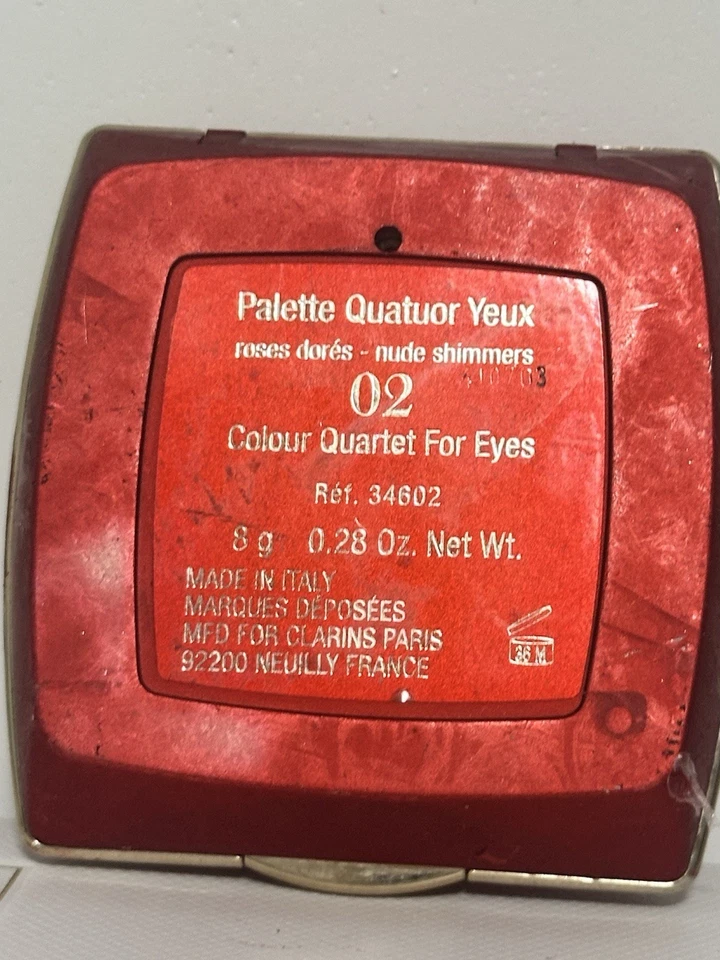 Palette Quatuor Yeux
roses dorés - nude shimmers
02
Colour Quartet For Eyes
Réf. 34602
8 g 0.28 Oz. Net Wt.
MADE IN ITALY
MARQUES DÉPOSÉES
MFD FOR CLARINS PARIS
92200 NEUILLY FRANCE
36 M